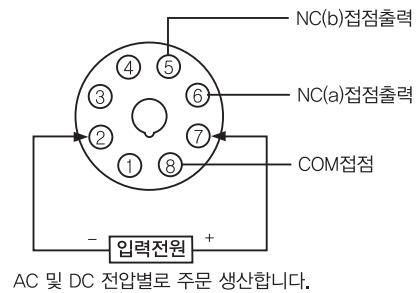 NC(b)접점출력
④ ⑤
③ ⑥ NC(a)접점출력
② ⑦
① ⑧ COM접점
− 입력전원 +
AC 및 DC 전압별로 주문 생산합니다.